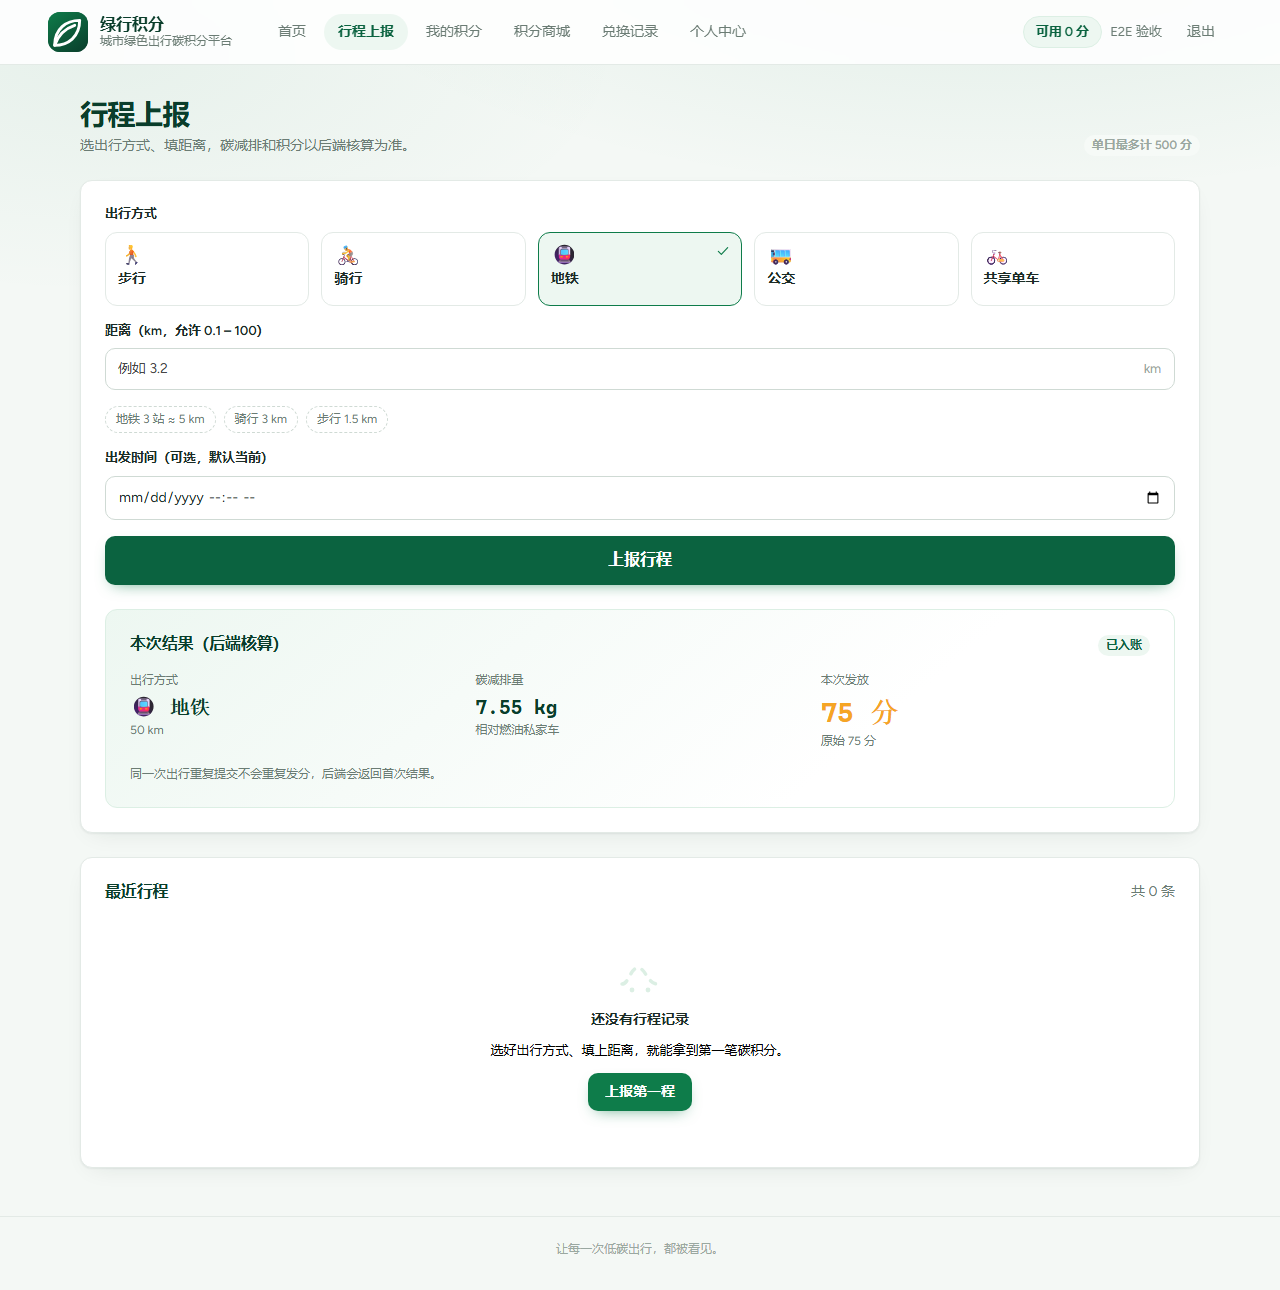 绿行积分
城市绿色出行碳积分平台
首页
行程上报
我的积分
积分商城
兑换记录
个人中心
可用 0 分
E2E 验收
退出
行程上报
选出行方式、填距离，碳减排和积分以后端核算为准。
单日最多计 500 分
出行方式
步行
骑行
地铁
公交
共享单车
距离（km，允许 0.1 – 100）
例如 3.2
km
地铁 3 站 ≈ 5 km
骑行 3 km
步行 1.5 km
出发时间（可选，默认当前）
mm/dd/yyyy --:-- --
上报行程
本次结果（后端核算）
已入账
出行方式
碳减排量
本次发放
地铁
7.55 kg
75 分
50 km
相对燃油私家车
原始 75 分
同一次出行重复提交不会重复发分，后端会返回首次结果。
最近行程
共 0 条
还没有行程记录
选好出行方式、填上距离，就能拿到第一笔碳积分。
上报第一程
让每一次低碳出行，都被看见。